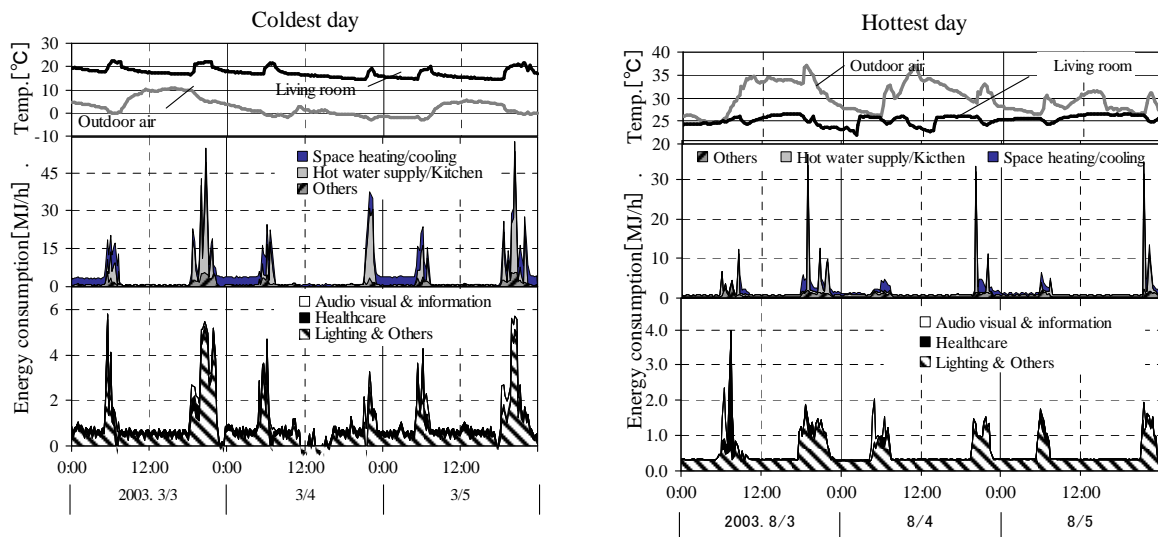 Coldest day
Temp.[℃]
30
20
10
0
-10
Living room
Outdoor air
Energy consumption[MJ/h] .
45
30
15
0
Space heating/cooling
Hot water supply/Kitchen
Others
6
4
2
0
Audio visual & information
Healthcare
Lighting & Others
0:00 12:00 0:00 12:00 0:00 12:00
2003. 3/3 3/4 3/5
Hottest day
Temp.[℃]
40
35
30
25
20
Outdoor air
Living room
Energy consumption[MJ/h] .
30
20
10
0
Others Hot water supply/Kicthen Space heating/cooling
4.0
3.0
2.0
1.0
0.0
Audio visual & information
Healthcare
Lighting & Others
0:00 12:00 0:00 12:00 0:00 12:00
2003. 8/3 8/4 8/5